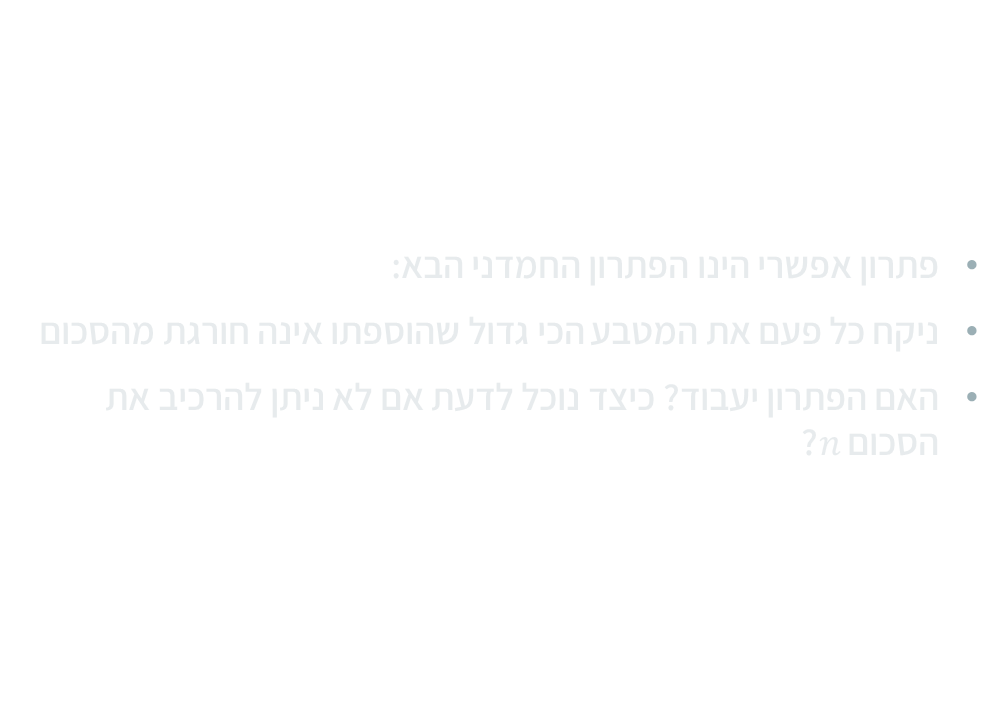 • פתרון אפשרי הינו הפתרון החמדני הבא:
• ניקח כל פעם את המטבע הכי גדול שהוספתו אינה חורגת מהסכום
• האם הפתרון יעבוד? כיצד נוכל לדעת אם לא ניתן להרכיב את
הסכום n?